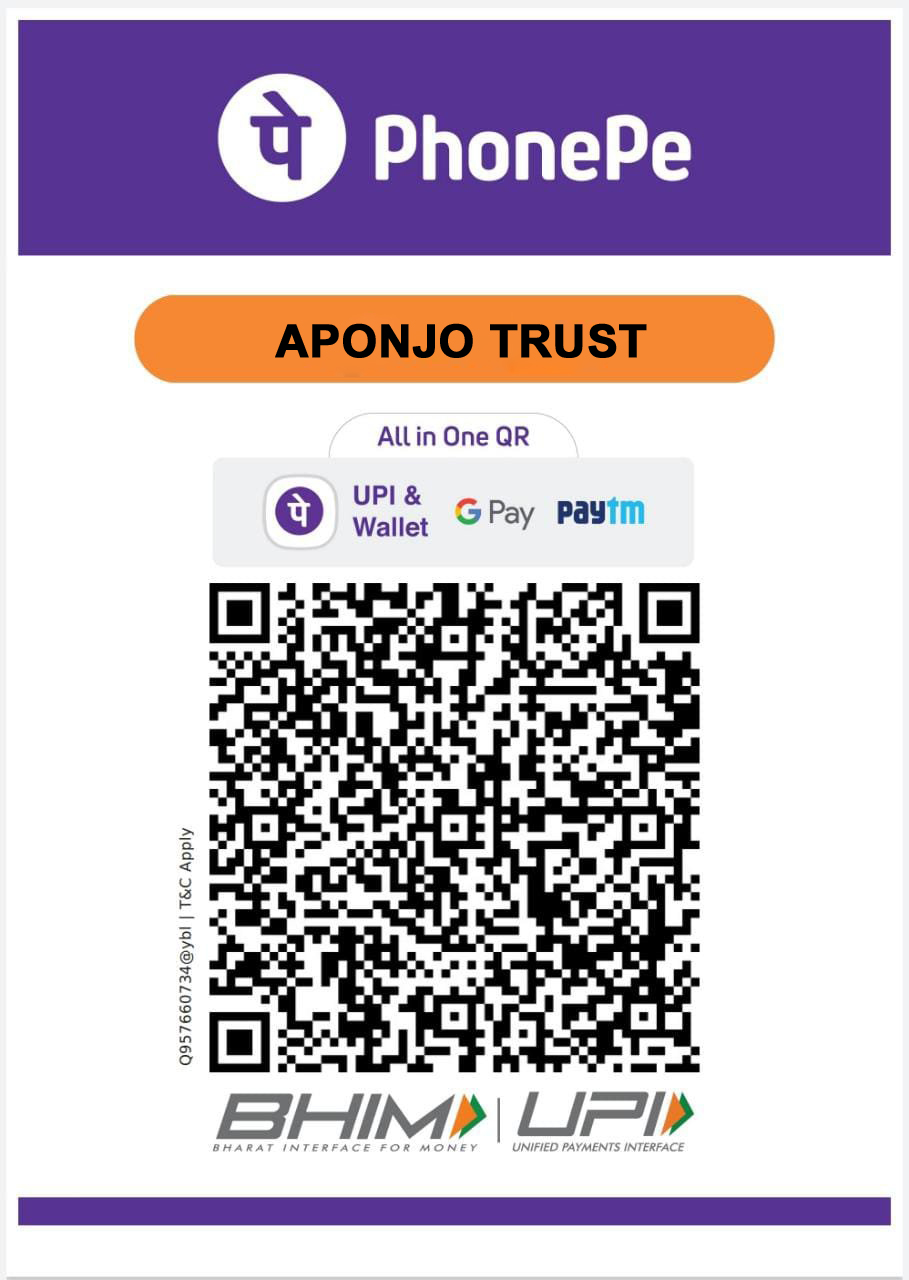 पे PhonePe
APONJO TRUST
All in One QR
पे UPI &
Wallet
G Pay
paytm
Q957660734@ybl | T&C Apply
BHIM
BHARAT INTERFACE FOR MONEY
UPI
UNIFIED PAYMENTS INTERFACE